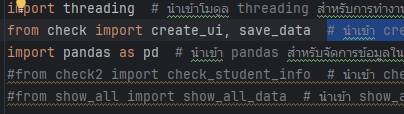 import threading  # นำเข้าโมดูล threading สำหรับการทำงาน
from check import create_ui, save_data  # นำเข้า cre
import pandas as pd  # นำเข้า pandas สำหรับจัดการข้อมูลใน
#from check2 import check_student_info  # นำเข้า che
#from show_all import show_all_data  # นำเข้า show_a